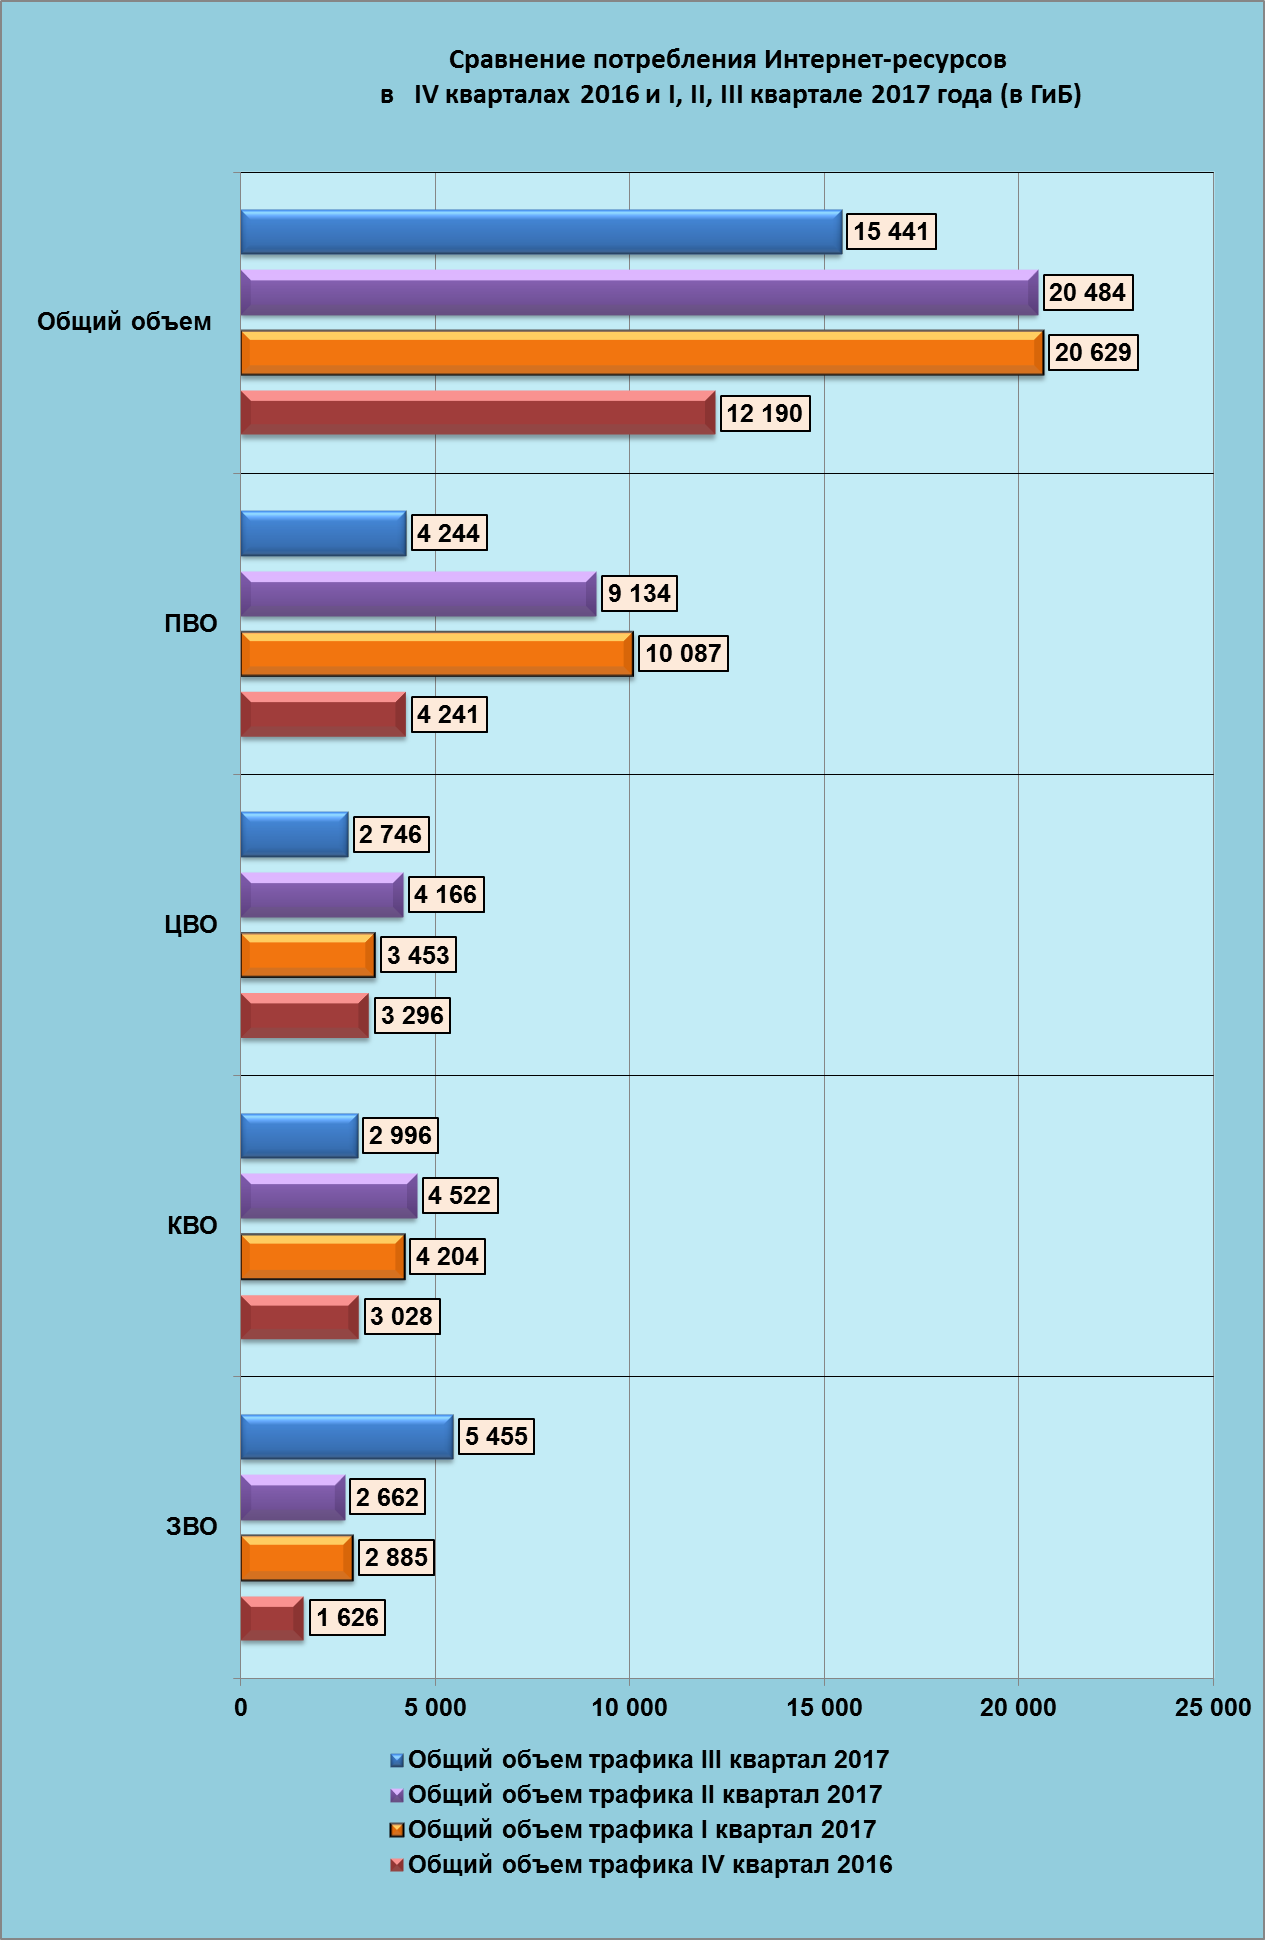 Сравнение потребления Интернет-ресурсов
в IV кварталах 2016 и I, II, III квартале 2017 года (в ГиБ)
Общий объем
15 441
20 484
20 629
12 190
ПВО
4 244
9 134
10 087
4 241
ЦВО
2 746
4 166
3 453
3 296
КВО
2 996
4 522
4 204
3 028
ЗВО
5 455
2 662
2 885
1 626
0 5 000 10 000 15 000 20 000 25 000
Общий объем трафика III квартал 2017
Общий объем трафика II квартал 2017
Общий объем трафика I квартал 2017
Общий объем трафика IV квартал 2016